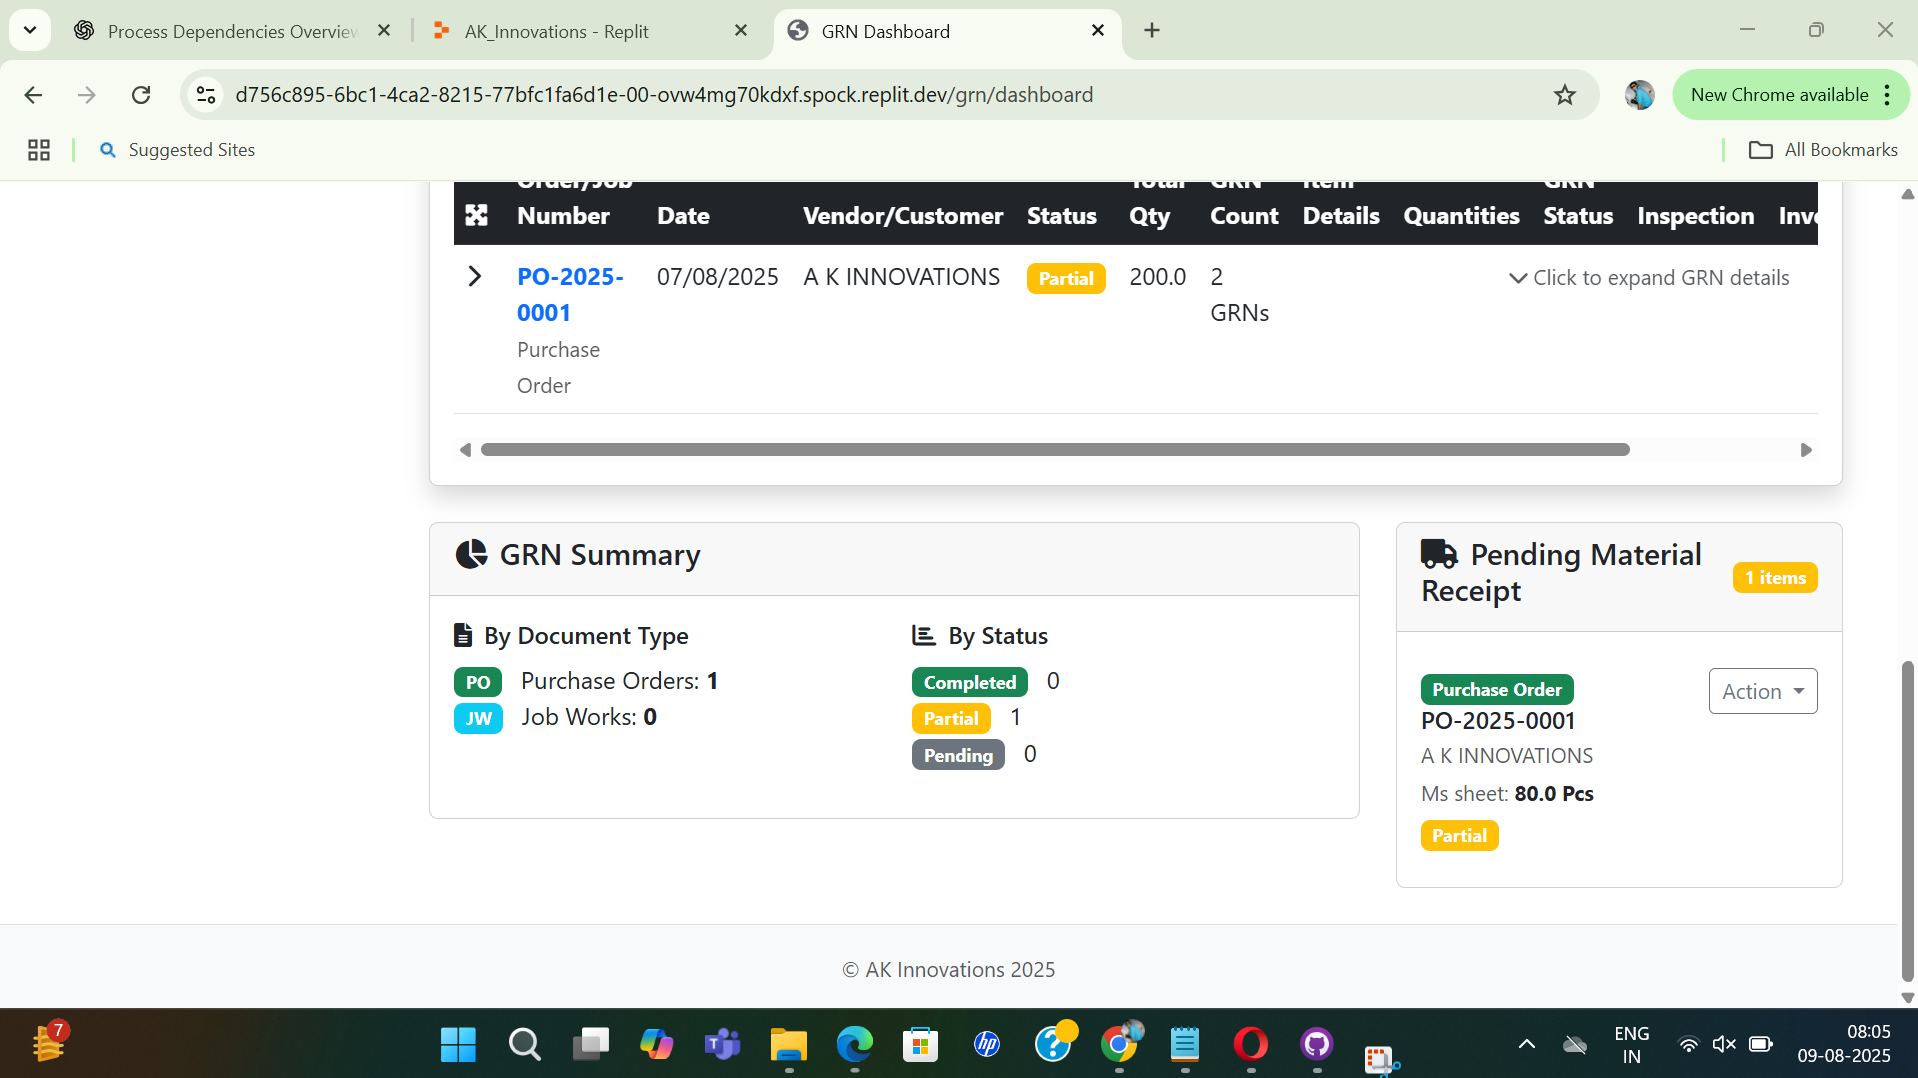 Process Dependencies Overview
AK_Innovations - Replit
GRN Dashboard
d756c895-6bc1-4ca2-8215-77bfc1fa6d1e-00-ovw4mg70kdxf.spock.replit.dev/grn/dashboard
New Chrome available
Suggested Sites
All Bookmarks
Order/Job Number
Date
Vendor/Customer
Status
Total Qty
GRN Count
Item Details
Quantities
GRN Status
Inspection
Inv
PO-2025-0001
Purchase Order
07/08/2025
A K INNOVATIONS
Partial
200.0
2 GRNs
Click to expand GRN details
GRN Summary
By Document Type
PO Purchase Orders: 1
JW Job Works: 0
By Status
Completed 0
Partial 1
Pending 0
Pending Material Receipt
1 items
Purchase Order
Action
PO-2025-0001
A K INNOVATIONS
Ms sheet: 80.0 Pcs
Partial
© AK Innovations 2025
7
ENG
IN
08:05
09-08-2025